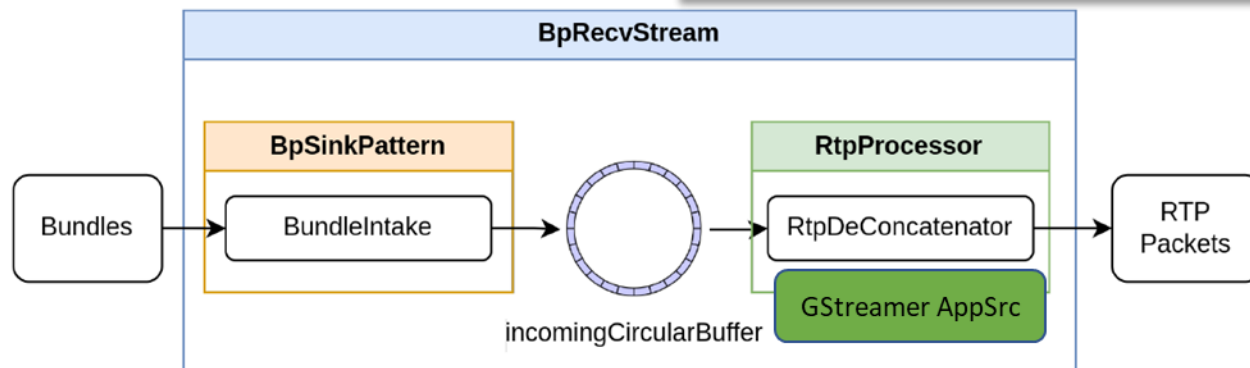 BpRecvStream
BpSinkPattern
RtpProcessor
Bundles
BundleIntake
RtpDeConcatenator
RTP
Packets
GStreamer AppSrc
incomingCircularBuffer